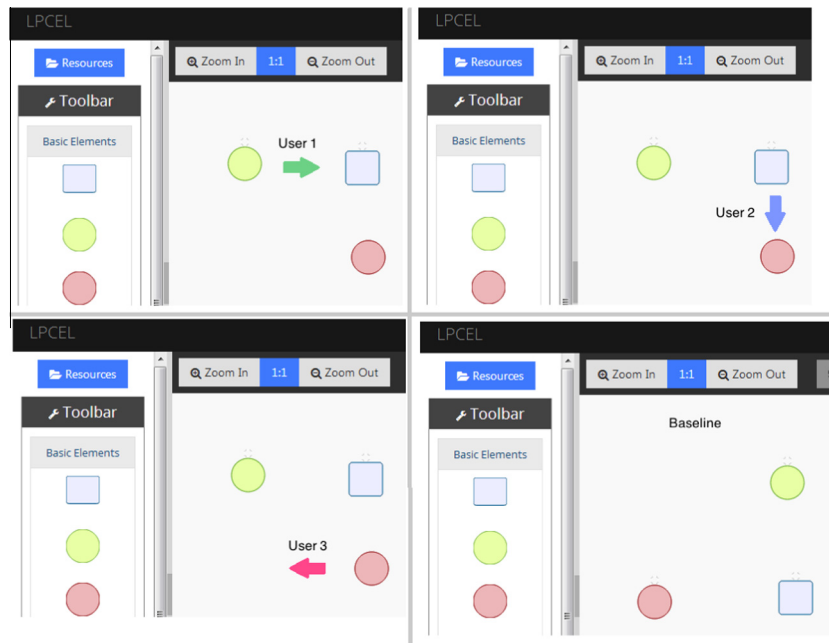 LPCEL
Resources
Zoom In 1:1 Zoom Out
Toolbar
Basic Elements
User 1
LPCEL
Resources
Zoom In 1:1 Zoom Out
Toolbar
Basic Elements
User 2
LPCEL
Resources
Zoom In 1:1 Zoom Out
Toolbar
Basic Elements
User 3
LPCEL
Resources
Zoom In 1:1 Zoom Out
Toolbar
Baseline
Basic Elements